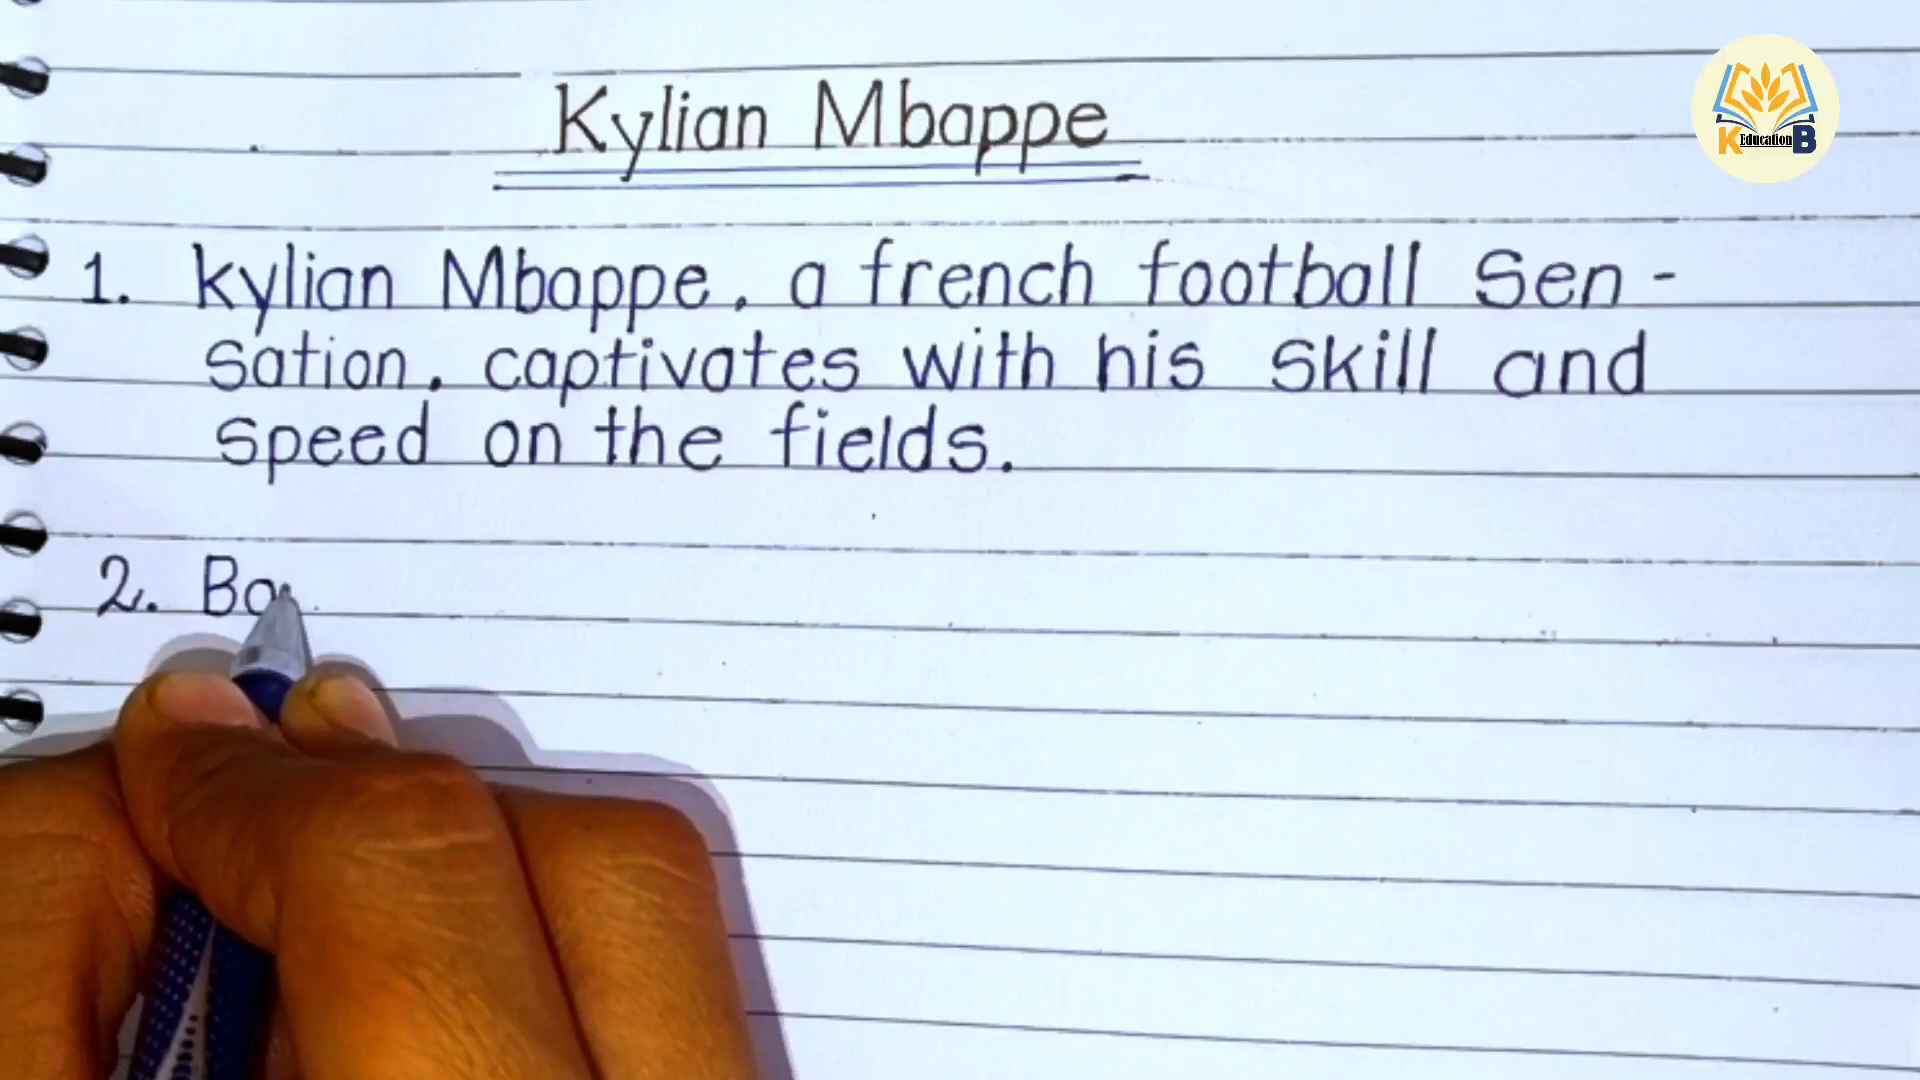 Kylian Mbappe
1. Kylian Mbappe, a french football Sen-
sation, captivates with his skill and
speed on the fields.
2. Bo
K Education B